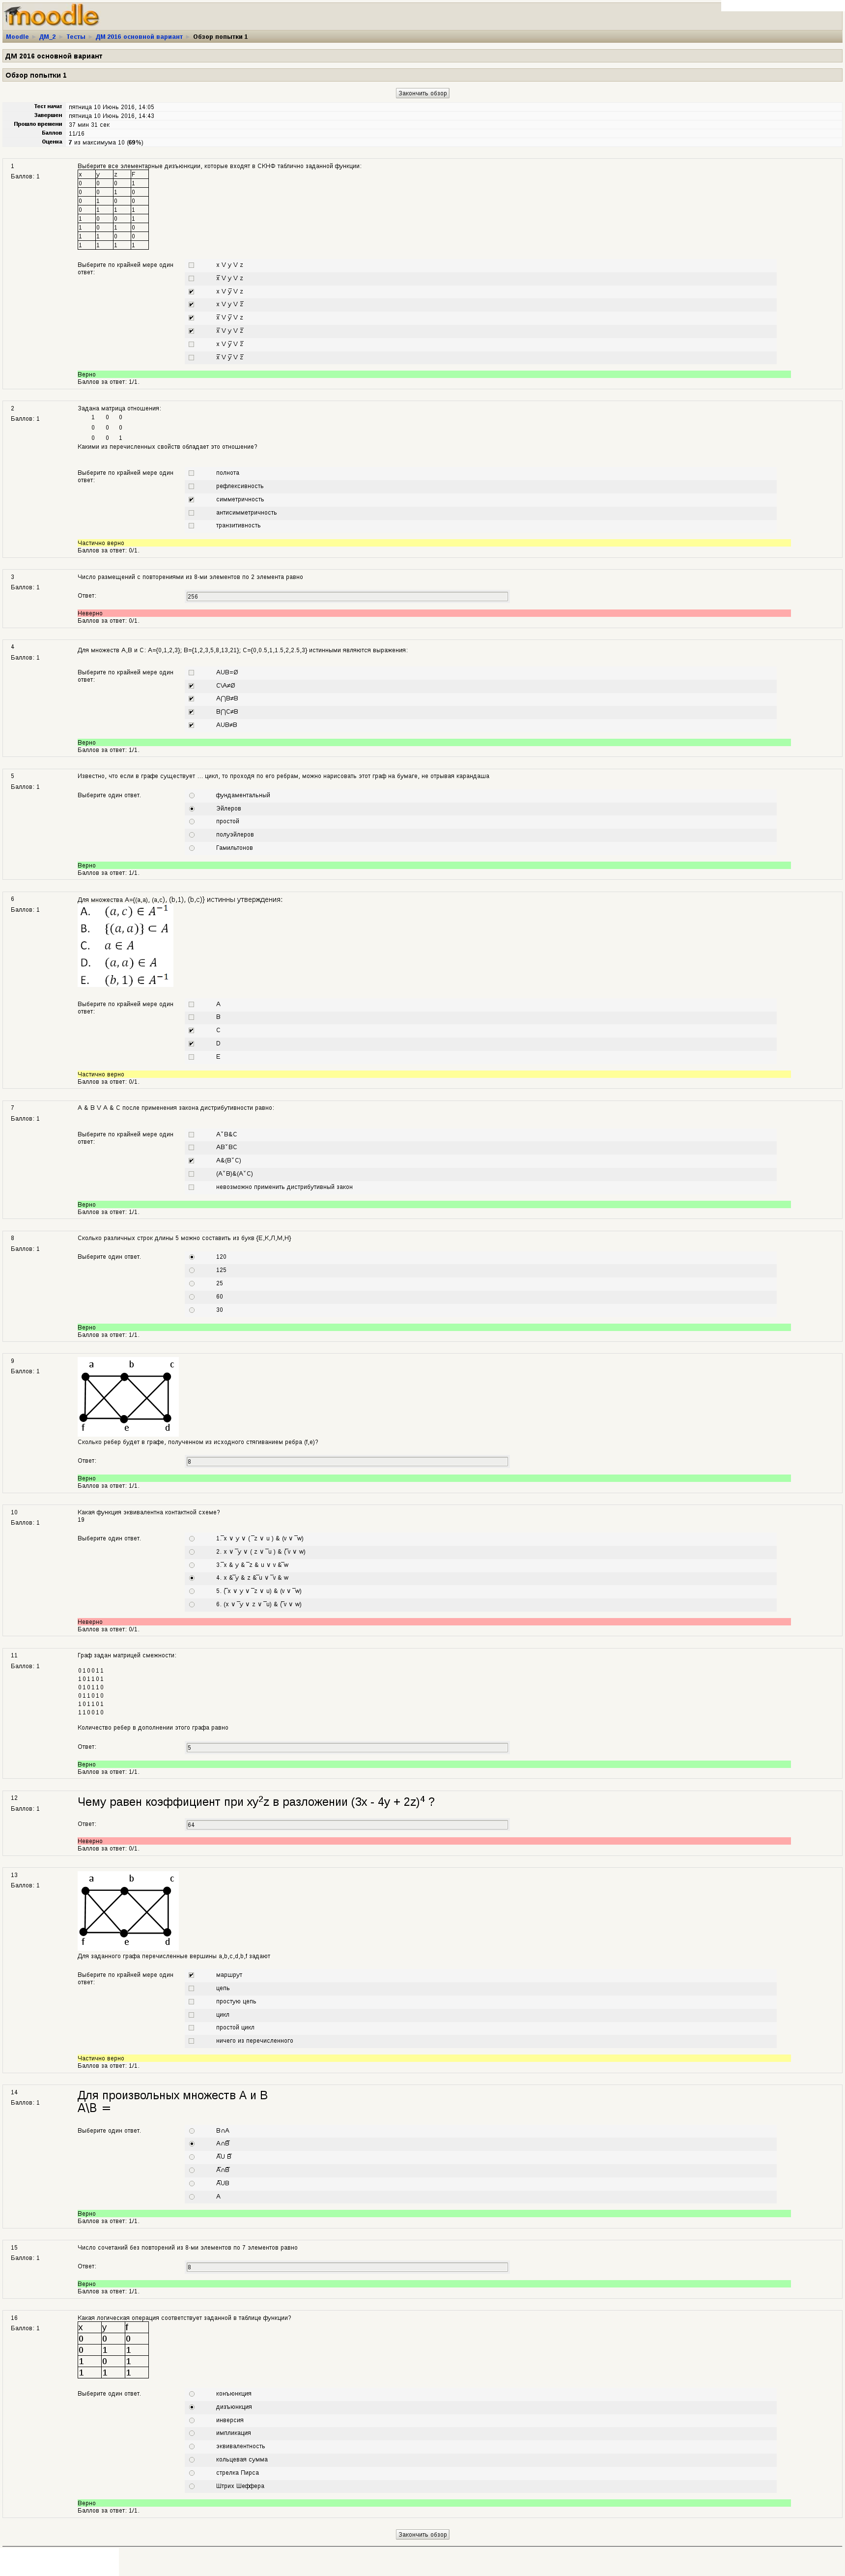 moodle
Moodle ► ДМ_2 ► Тесты ► ДМ 2016 основной вариант ► Обзор попытки 1
ДМ 2016 основной вариант
Обзор попытки 1
Закончить обзор
Тест начат пятница 10 Июнь 2016, 14:05
Завершен пятница 10 Июнь 2016, 14:43
Прошло времени 37 мин 31 сек
Баллов 11/16
Оценка 7 из максимума 10 (69%)
1
Баллов: 1
Выберите все элементарные дизъюнкции, которые входят в СКНФ таблично заданной функции:
x y z F
0 0 0 1
0 0 1 0
0 1 0 0
0 1 1 1
1 0 0 1
1 0 1 0
1 1 0 0
1 1 1 1
Выберите по крайней мере один ответ:
x V y V z
x̅ V y V z
x V y̅ V z
x V y V z̅
x̅ V y̅ V z
x̅ V y V z̅
x V y̅ V z̅
x̅ V y̅ V z̅
Верно
Баллов за ответ: 1/1.
2
Баллов: 1
Задана матрица отношения:
1 0 0
0 0 0
0 0 1
Какими из перечисленных свойств обладает это отношение?
Выберите по крайней мере один ответ:
полнота
рефлексивность
симметричность
антисимметричность
транзитивность
Частично верно
Баллов за ответ: 0/1.
3
Баллов: 1
Число размещений с повторениями из 8-ми элементов по 2 элемента равно
Ответ: 256
Неверно
Баллов за ответ: 0/1.
4
Баллов: 1
Для множеств A,B и C: A={0,1,2,3}; B={1,2,3,5,8,13,21}; C={0,0.5,1,1.5,2,2.5,3} истинными являются выражения:
Выберите по крайней мере один ответ:
A∪B=Ø
C\A≠Ø
A⋂B≠B
B⋂C≠B
A∪B≠B
Верно
Баллов за ответ: 1/1.
5
Баллов: 1
Известно, что если в графе существует ... цикл, то проходя по его ребрам, можно нарисовать этот граф на бумаге, не отрывая карандаша
Выберите один ответ.
фундаментальный
Эйлеров
простой
полуэйлеров
Гамильтонов
Верно
Баллов за ответ: 1/1.
6
Баллов: 1
Для множества A={(a,a), (a,c), (b,1), (b,c)} истинны утверждения:
A. (a, c) ∈ A⁻¹
B. {(a, a)} ⊂ A
C. a ∈ A
D. (a, a) ∈ A
E. (b, 1) ∈ A⁻¹
Выберите по крайней мере один ответ:
A
B
C
D
E
Частично верно
Баллов за ответ: 0/1.
7
Баллов: 1
A & B V A & C после применения закона дистрибутивности равно:
Выберите по крайней мере один ответ:
A˅B&C
AB˅BC
A&(B˅C)
(A˅B)&(A˅C)
невозможно применить дистрибутивный закон
Верно
Баллов за ответ: 1/1.
8
Баллов: 1
Сколько различных строк длины 5 можно составить из букв {Е,К,Л,М,Н}
Выберите один ответ.
120
125
25
60
30
Верно
Баллов за ответ: 1/1.
9
Баллов: 1
a b c
f e d
Сколько ребер будет в графе, полученном из исходного стягиванием ребра (f,e)?
Ответ: 8
Верно
Баллов за ответ: 1/1.
10
Баллов: 1
Какая функция эквивалентна контактной схеме?
19
Выберите один ответ.
1. ‾x ∨ y ∨ ( ‾z ∨ u ) & (v ∨ ‾w)
2. x ∨ ‾y ∨ ( z ∨ ‾u ) & (‾v ∨ w)
3. ‾x & y & ‾z & u ∨ v & ‾w
4. x & ‾y & z & ‾u ∨ ‾v & w
5. (‾x ∨ y ∨ ‾z ∨ u) & (v ∨ ‾w)
6. (x ∨ ‾y ∨ z ∨ ‾u) & (‾v ∨ w)
Неверно
Баллов за ответ: 0/1.
11
Баллов: 1
Граф задан матрицей смежности:
0 1 0 0 1 1
1 0 1 1 0 1
0 1 0 1 1 0
0 1 1 0 1 0
1 0 1 1 0 1
1 1 0 0 1 0
Количество ребер в дополнении этого графа равно
Ответ: 5
Верно
Баллов за ответ: 1/1.
12
Баллов: 1
Чему равен коэффициент при xy²z в разложении (3x - 4y + 2z)⁴ ?
Ответ: 64
Неверно
Баллов за ответ: 0/1.
13
Баллов: 1
a b c
f e d
Для заданного графа перечисленные вершины a,b,c,d,b,f задают
Выберите по крайней мере один ответ:
маршрут
цепь
простую цепь
цикл
простой цикл
ничего из перечисленного
Частично верно
Баллов за ответ: 1/1.
14
Баллов: 1
Для произвольных множеств A и B
A\B =
Выберите один ответ.
B∩A
A∩B̅
A̅∪ B̅
A̅∩B̅
A̅∪B
A
Верно
Баллов за ответ: 1/1.
15
Баллов: 1
Число сочетаний без повторений из 8-ми элементов по 7 элементов равно
Ответ: 8
Верно
Баллов за ответ: 1/1.
16
Баллов: 1
Какая логическая операция соответствует заданной в таблице функции?
x y f
0 0 0
0 1 1
1 0 1
1 1 1
Выберите один ответ.
конъюнкция
дизъюнкция
инверсия
импликация
эквивалентность
кольцевая сумма
стрелка Пирса
Штрих Шеффера
Верно
Баллов за ответ: 1/1.
Закончить обзор